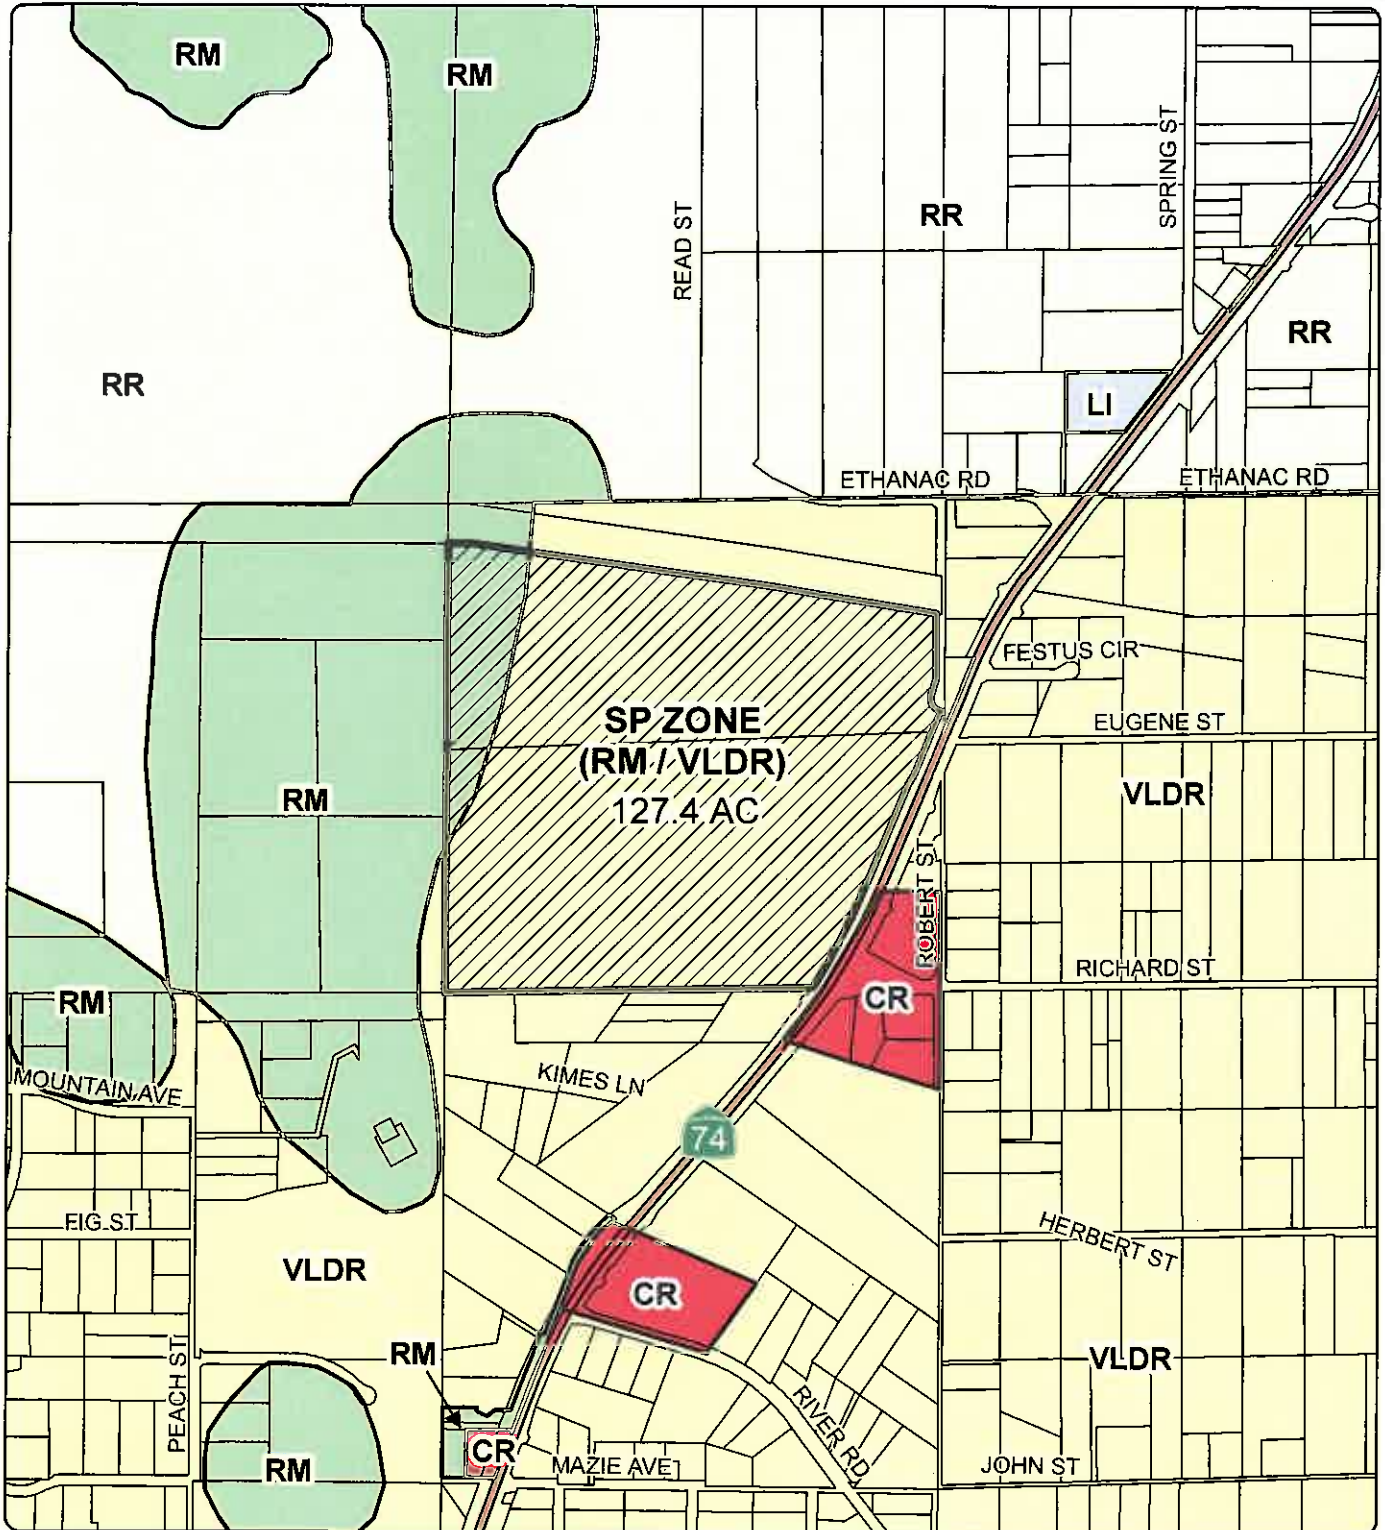 RM
RM
SPRING ST
RR
READ ST
RR
RR
LI
ETHANAC RD
ETHANAC RD
FESTUS CIR
SP ZONE
(RM / VLDR)
127.4 AC
EUGENE ST
RM
VLDR
ROBERT ST
RICHARD ST
RM
CR
KIMES LN
MOUNTAIN AVE
74
FIG ST
HERBERT ST
VLDR
CR
RM
PEACH ST
VLDR
RIVER RD
CR
RM
MAZIE AVE
JOHN ST